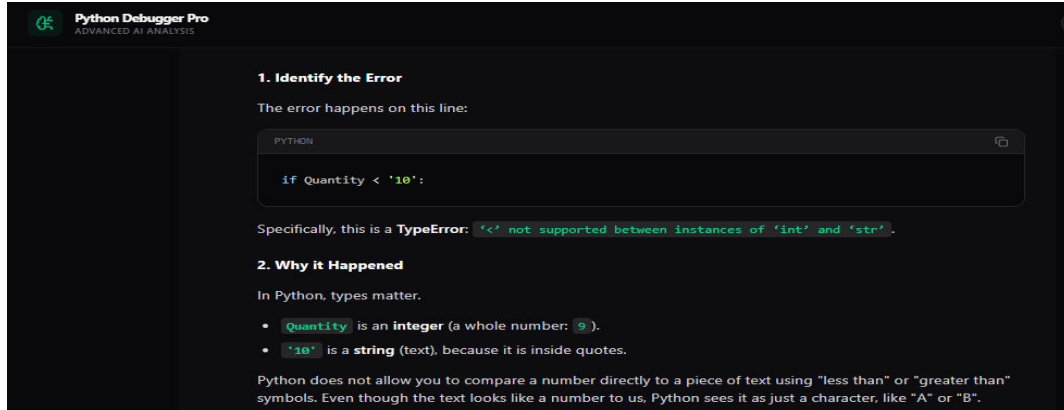 Python Debugger Pro
ADVANCED AI ANALYSIS
1. Identify the Error
The error happens on this line:
PYTHON
if Quantity < '10':
Specifically, this is a TypeError: ‘<’ not supported between instances of ‘int’ and ‘str’.
2. Why it Happened
In Python, types matter.
• Quantity is an integer (a whole number: 9).
• '10' is a string (text), because it is inside quotes.
Python does not allow you to compare a number directly to a piece of text using "less than" or "greater than"
symbols. Even though the text looks like a number to us, Python sees it as just a character, like "A" or "B".